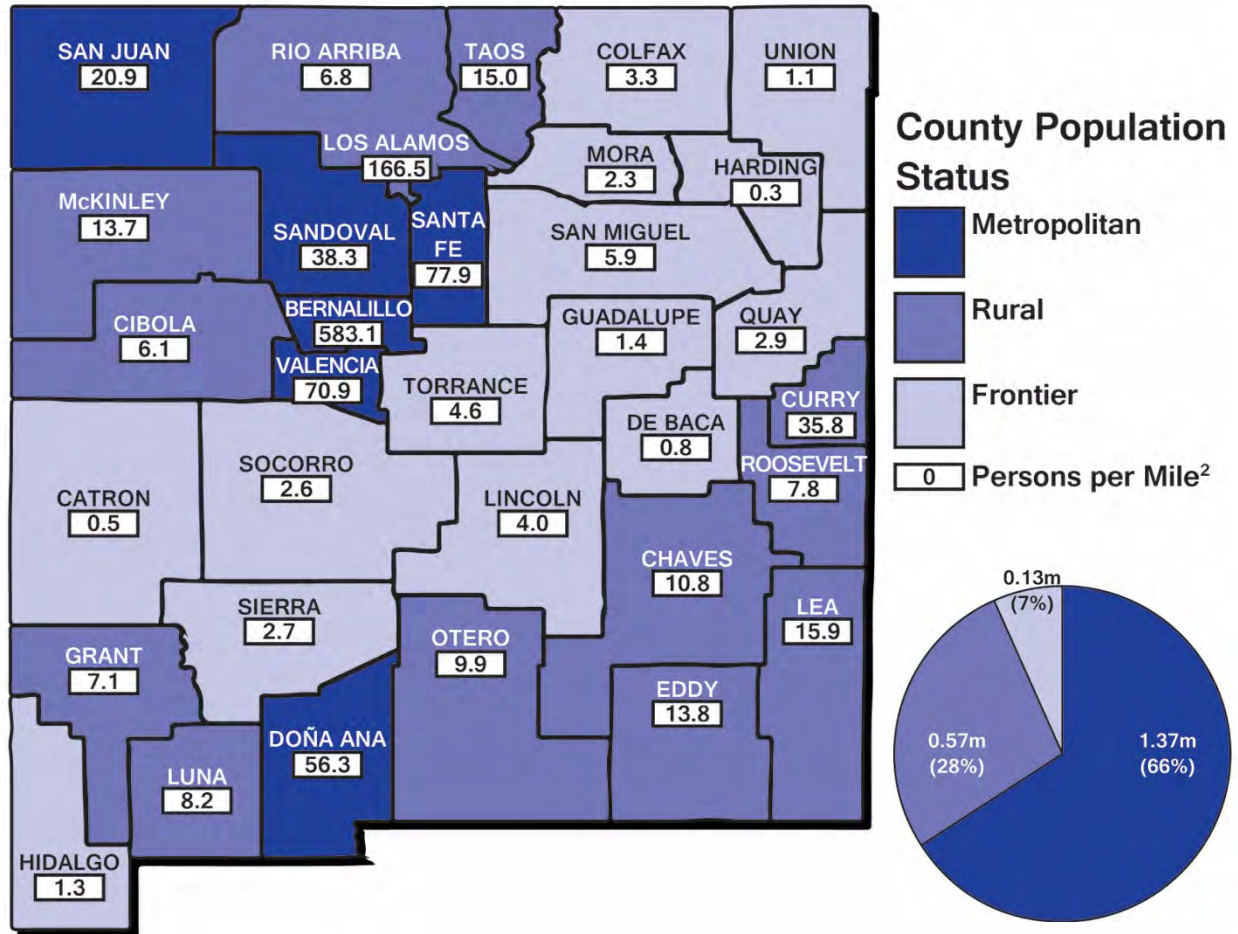 SAN JUAN
20.9
RIO ARRIBA
6.8
TAOS
15.0
COLFAX
3.3
UNION
1.1
LOS ALAMOS
166.5
MORA
2.3
HARDING
0.3
McKINLEY
13.7
SANDOVAL
38.3
SANTA
FE
77.9
SAN MIGUEL
5.9
BERNALILLO
583.1
CIBOLA
6.1
GUADALUPE
1.4
QUAY
2.9
VALENCIA
70.9
TORRANCE
4.6
CURRY
35.8
DE BACA
0.8
ROOSEVELT
7.8
SOCORRO
2.6
CATRON
0.5
LINCOLN
4.0
CHAVES
10.8
SIERRA
2.7
LEA
15.9
OTERO
9.9
GRANT
7.1
EDDY
13.8
DOÑA ANA
56.3
LUNA
8.2
HIDALGO
1.3
County Population
Status
Metropolitan
Rural
Frontier
0 Persons per Mile²
0.13m
(7%)
0.57m
(28%)
1.37m
(66%)